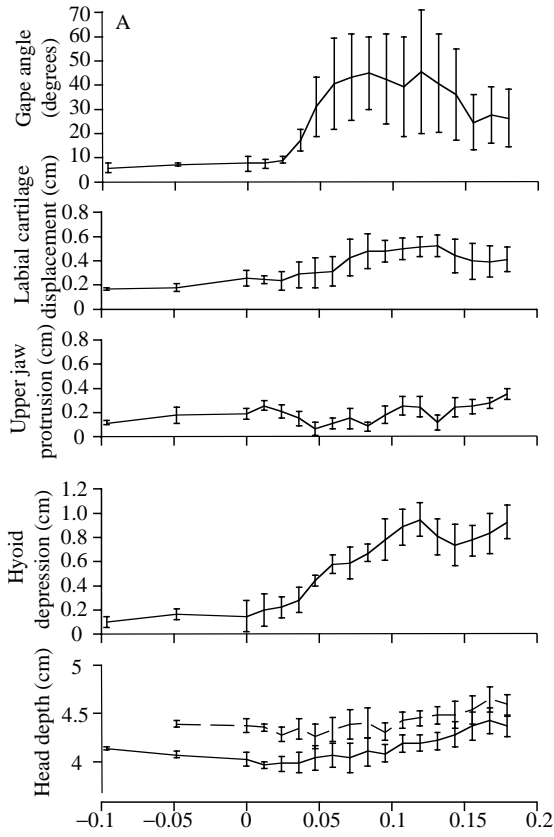 A
70
60
50
40
30
20
10
0
Gape angle
(degrees)
0.8
0.6
0.4
0.2
0
Labial cartilage
displacement (cm)
0.8
0.6
0.4
0.2
0
Upper jaw
protrusion (cm)
1.2
1.0
0.8
0.6
0.4
0.2
0
Hyoid
depression (cm)
5
4.5
4
Head depth (cm)
−0.1 −0.05 0 0.05 0.1 0.15 0.2